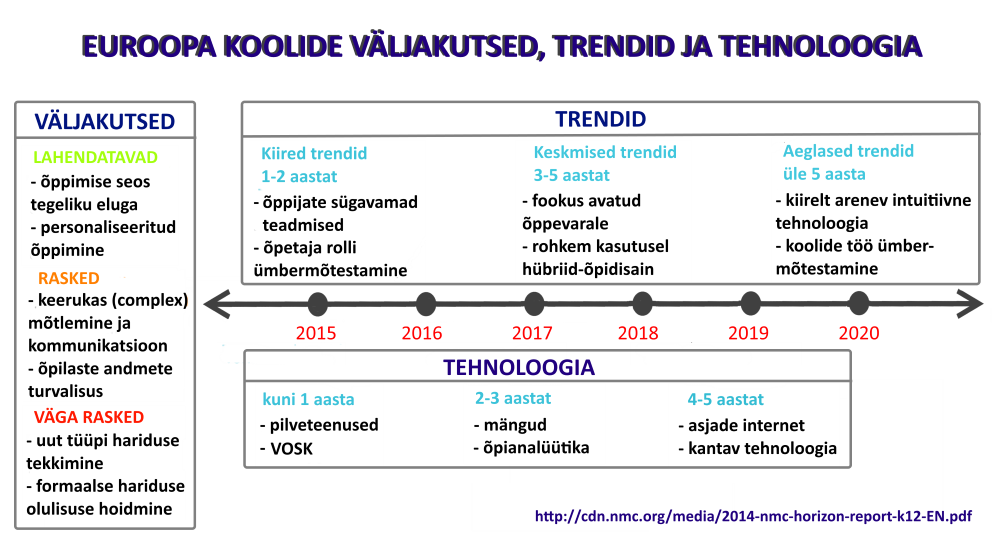 EUROOPA KOOLIDE VÄLJAKUTSED, TRENDID JA TEHNOLOOGIA
VÄLJAKUTSED
LAHENDATAVAD
- õppimise seos
tegeliku eluga
- personaliseeritud
õppimine
RASKED
- keerukas (complex)
mõtlemine ja
kommunikatsioon
- õpilaste andmete
turvalisus
VÄGA RASKED
- uut tüüpi hariduse
tekkimine
- formaalse hariduse
olulisuse hoidmine
TRENDID
Kiired trendid
1-2 aastat
- õppijate sügavamad
teadmised
- õpetaja rolli
ümbermõtestamine
Keskmised trendid
3-5 aastat
- fookus avatud
õppevarale
- rohkem kasutusel
hübriid-õpidisain
Aeglased trendid
üle 5 aasta
- kiirelt arenev intuitiivne
tehnoloogia
- koolide töö ümber-
mõtestamine
2015 2016 2017 2018 2019 2020
TEHNOLOOGIA
kuni 1 aasta
- pilveteenused
- VOSK
2-3 aastat
- mängud
- õpianalüütika
4-5 aastat
- asjade internet
- kantav tehnoloogia
http://cdn.nmc.org/media/2014-nmc-horizon-report-k12-EN.pdf